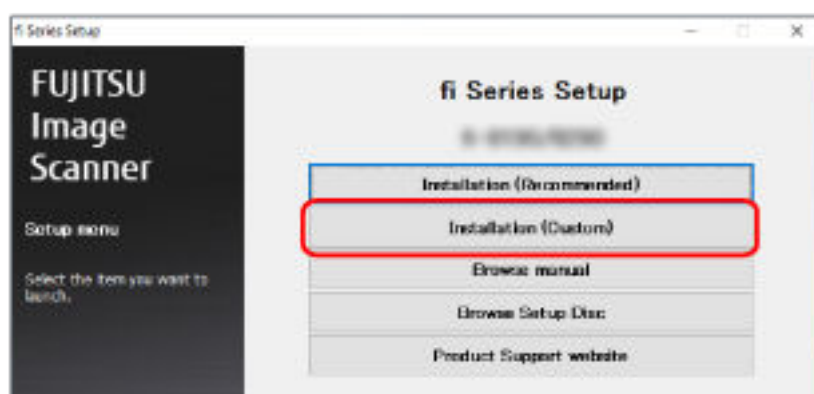 fi Series Setup
FUJITSU
Image
Scanner
Setup menu
Select the item you want to
launch.
fi Series Setup
Installation (Recommended)
Installation (Custom)
Browse manual
Browse Setup Disc
Product Support website